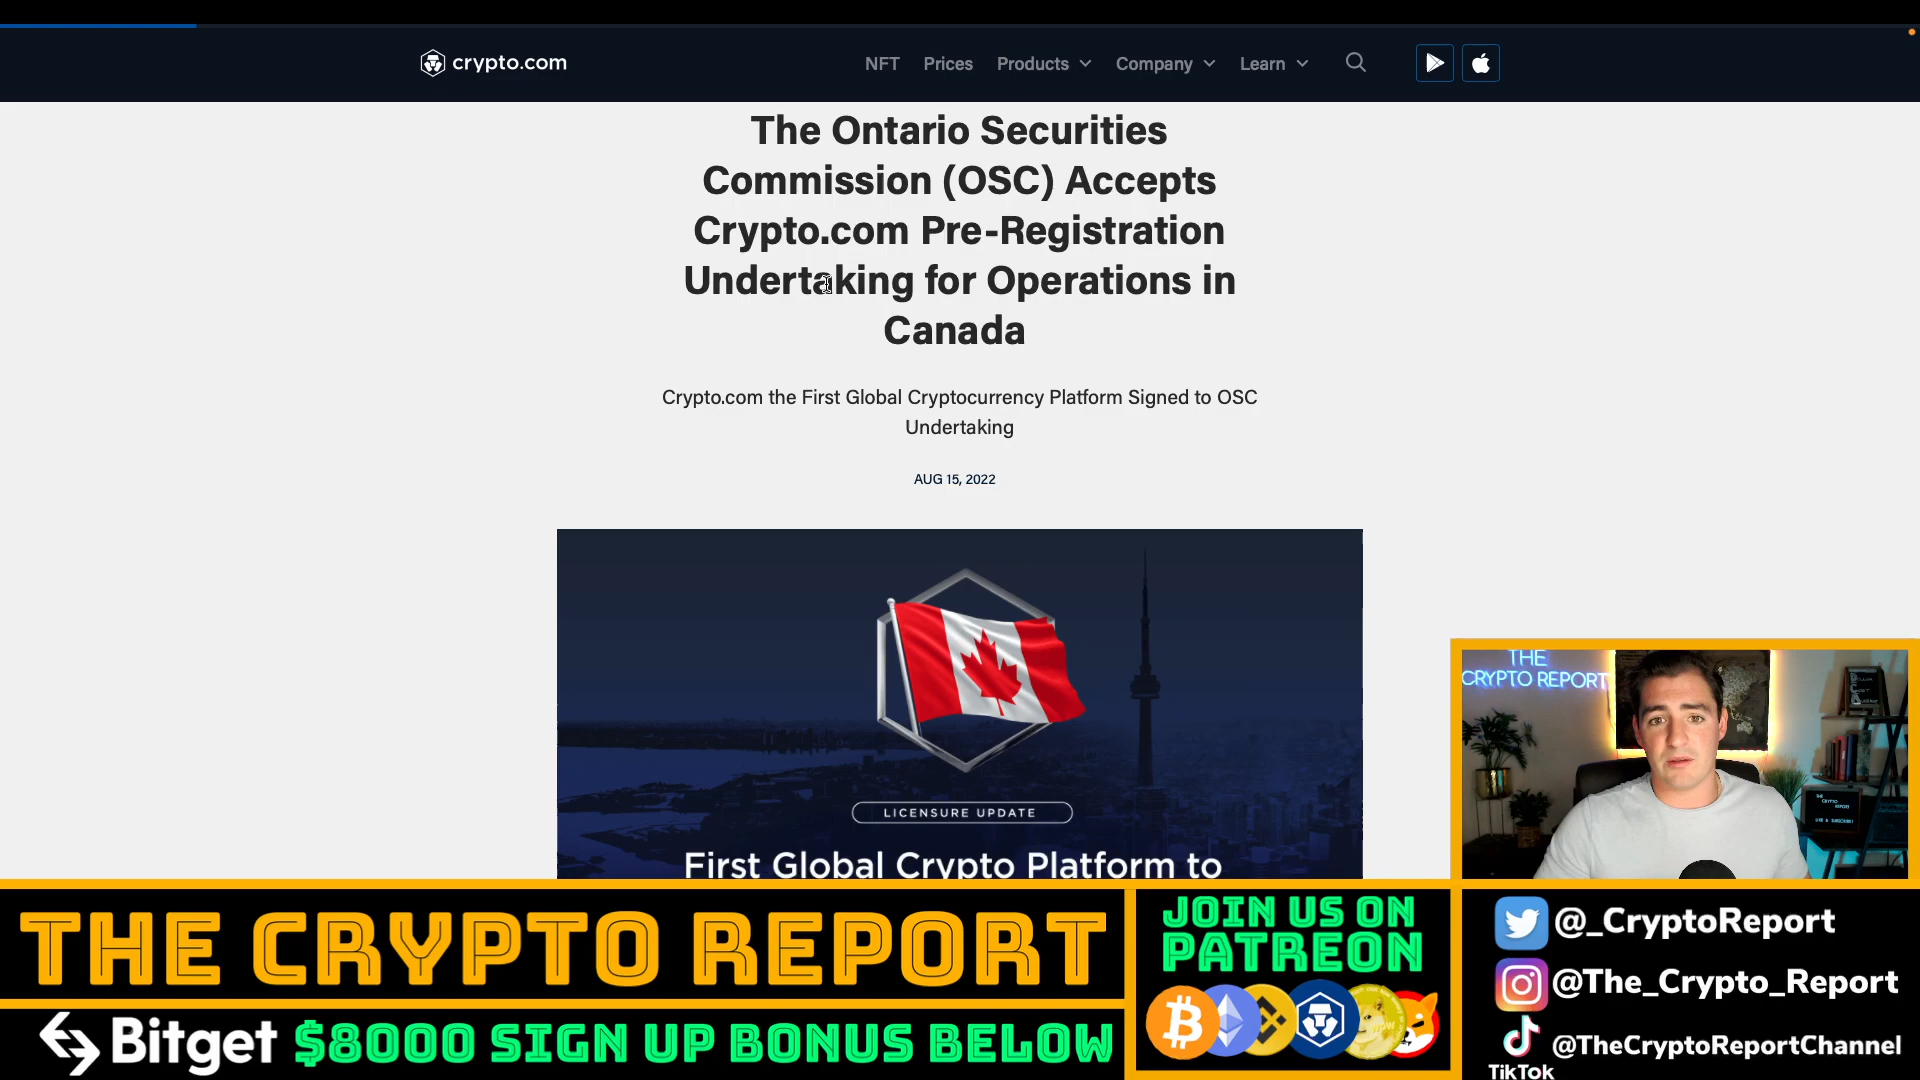 crypto.com
NFT Prices Products Company Learn
The Ontario Securities
Commission (OSC) Accepts
Crypto.com Pre-Registration
Undertaking for Operations in
Canada
Crypto.com the First Global Cryptocurrency Platform Signed to OSC
Undertaking
AUG 15, 2022
LICENSURE UPDATE
First Global Crypto Platform to
THE
CRYPTO REPORT
THE CRYPTO REPORT
Bitget $8000 SIGN UP BONUS BELOW
JOIN US ON
PATREON
@_CryptoReport
@The_Crypto_Report
@TheCryptoReportChannel
TikTok